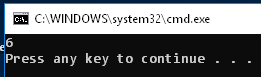 C:\WINDOWS\system32\cmd.exe
6
Press any key to continue . . .